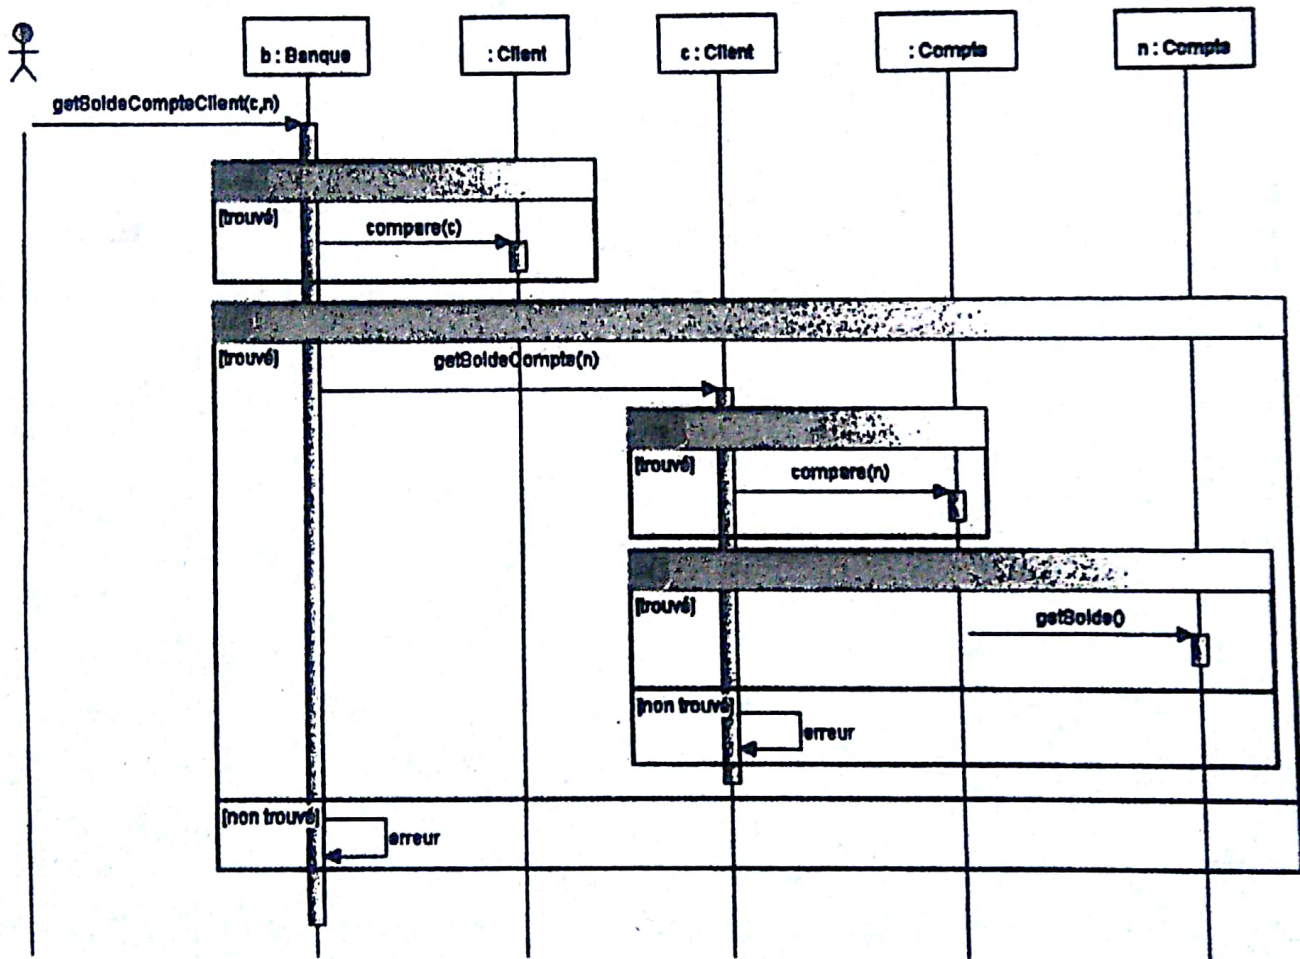 b : Banque
: Client
c : Client
: Compte
n : Compte
getSoldeCompteClient(c,n)
[trouvé]
compare(c)
[trouvé]
getSoldeCompte(n)
[trouvé]
compare(n)
[trouvé]
getSolde()
[non trouvé]
erreur
[non trouvé]
erreur